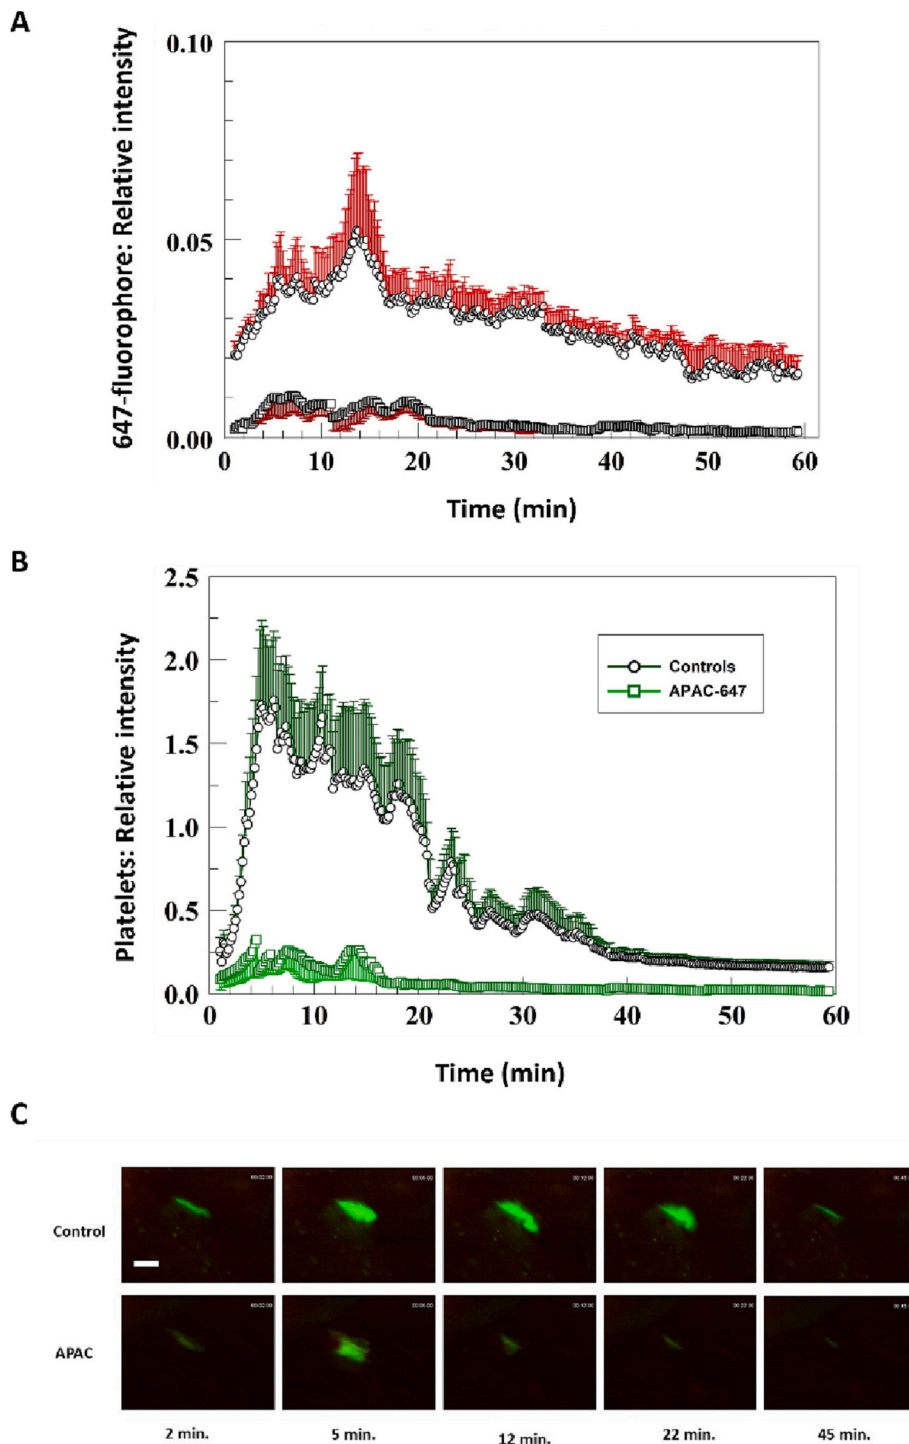 A
647-fluorophore: Relative intensity
0.10
0.05
0.00
0 10 20 30 40 50 60
Time (min)
B
Platelets: Relative intensity
2.5
2.0
1.5
1.0
0.5
0.0
Controls
APAC-647
0 10 20 30 40 50 60
Time (min)
C
Control
APAC
2 min. 5 min. 12 min. 22 min. 45 min.